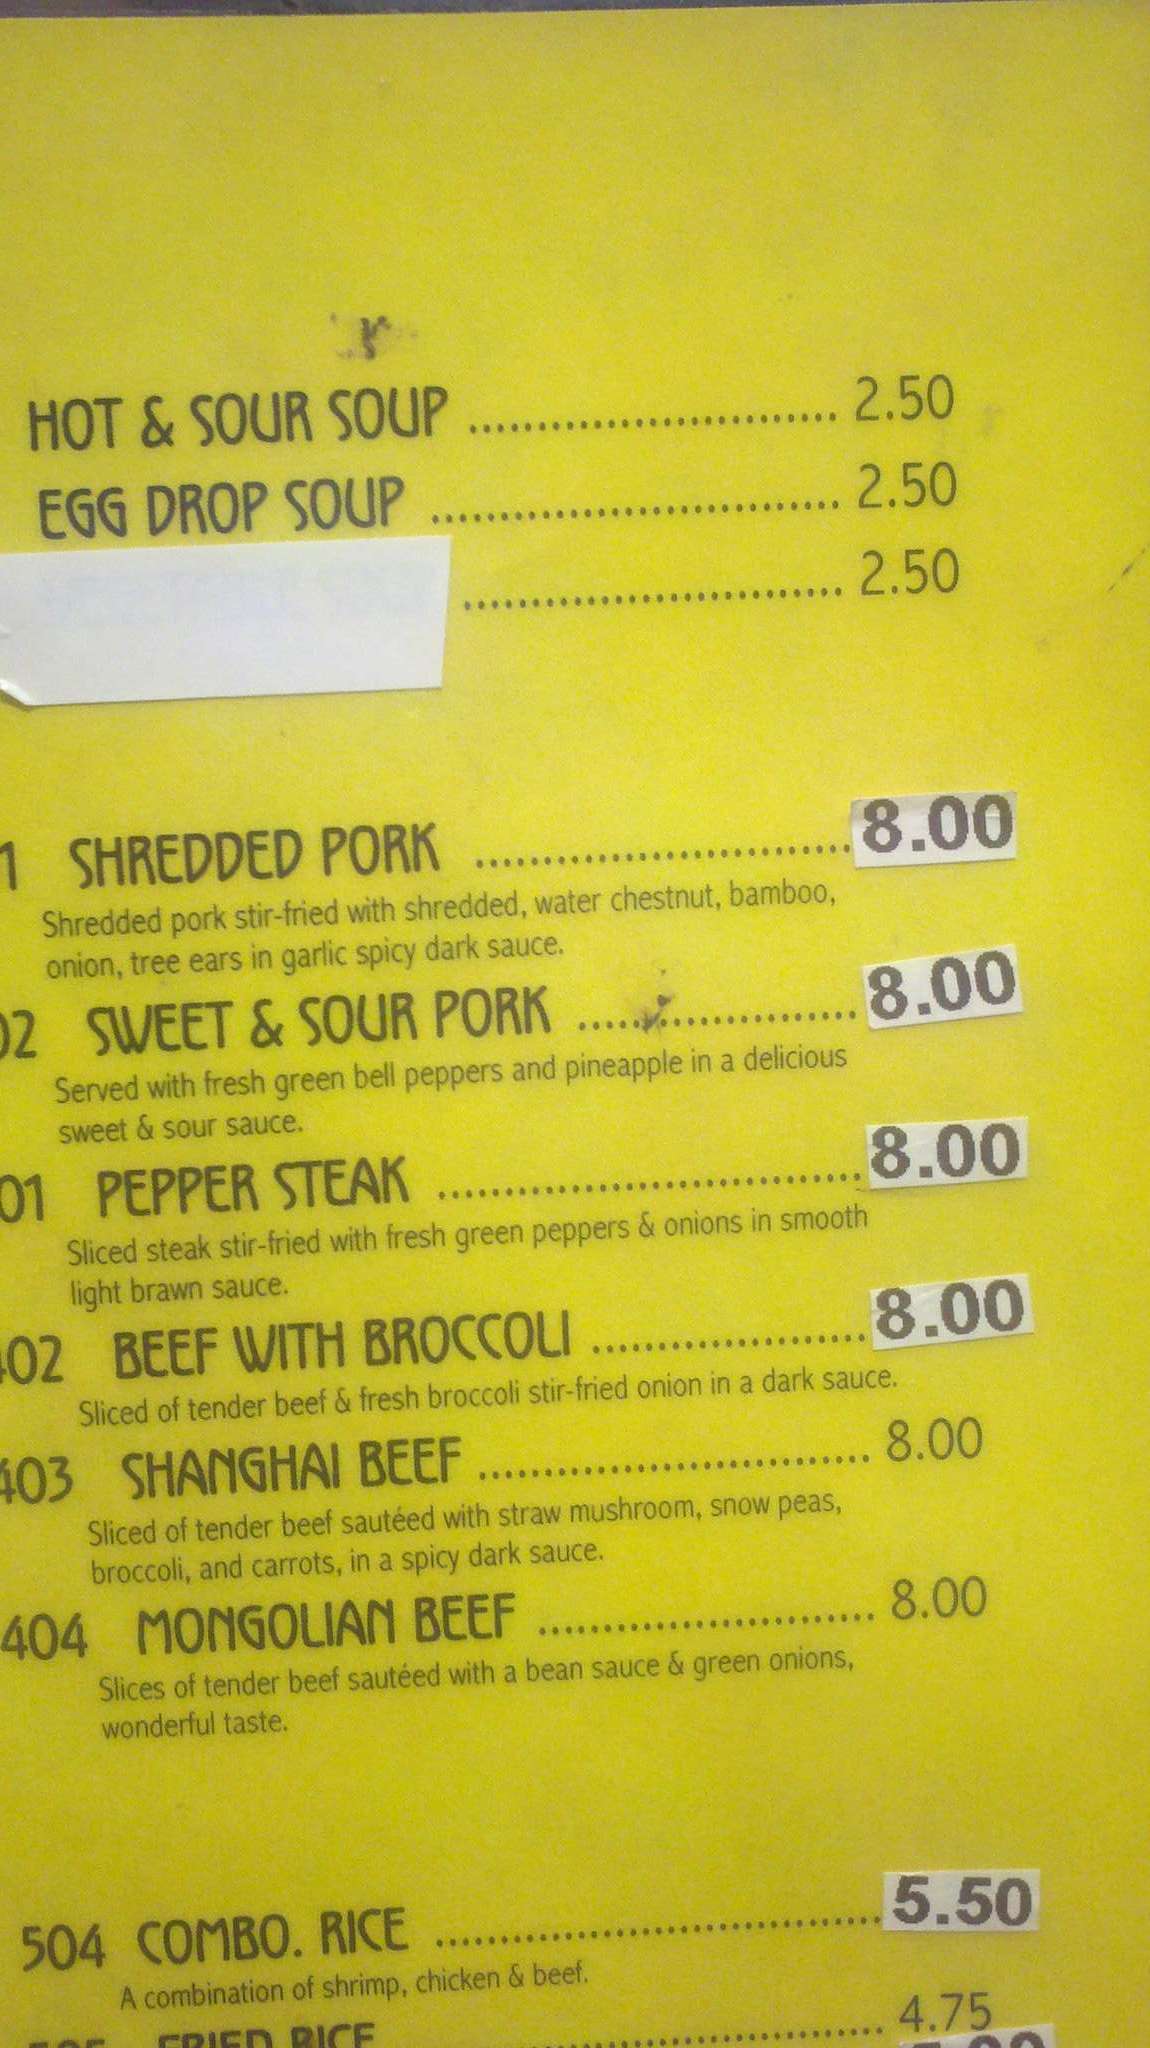 HOT & SOUR SOUP .......................... 2.50
EGG DROP SOUP .............................. 2.50
............................ 2.50
1 SHREDDED PORK ............................ 8.00
Shredded pork stir-fried with shredded, water chestnut, bamboo,
onion, tree ears in garlic spicy dark sauce.
02 SWEET & SOUR PORK ..................... 8.00
Served with fresh green bell peppers and pineapple in a delicious
sweet & sour sauce.
01 PEPPER STEAK ................................ 8.00
Sliced steak stir-fried with fresh green peppers & onions in smooth
light brawn sauce.
402 BEEF WITH BROCCOLI ..................... 8.00
Sliced of tender beef & fresh broccoli stir-fried onion in a dark sauce.
403 SHANGHAI BEEF ............................. 8.00
Sliced of tender beef sautéed with straw mushroom, snow peas,
broccoli, and carrots, in a spicy dark sauce.
404 MONGOLIAN BEEF .......................... 8.00
Slices of tender beef sautéed with a bean sauce & green onions,
wonderful taste.
504 COMBO. RICE .................................. 5.50
A combination of shrimp, chicken & beef.
505 FRIED RICE ..................................... 4.75